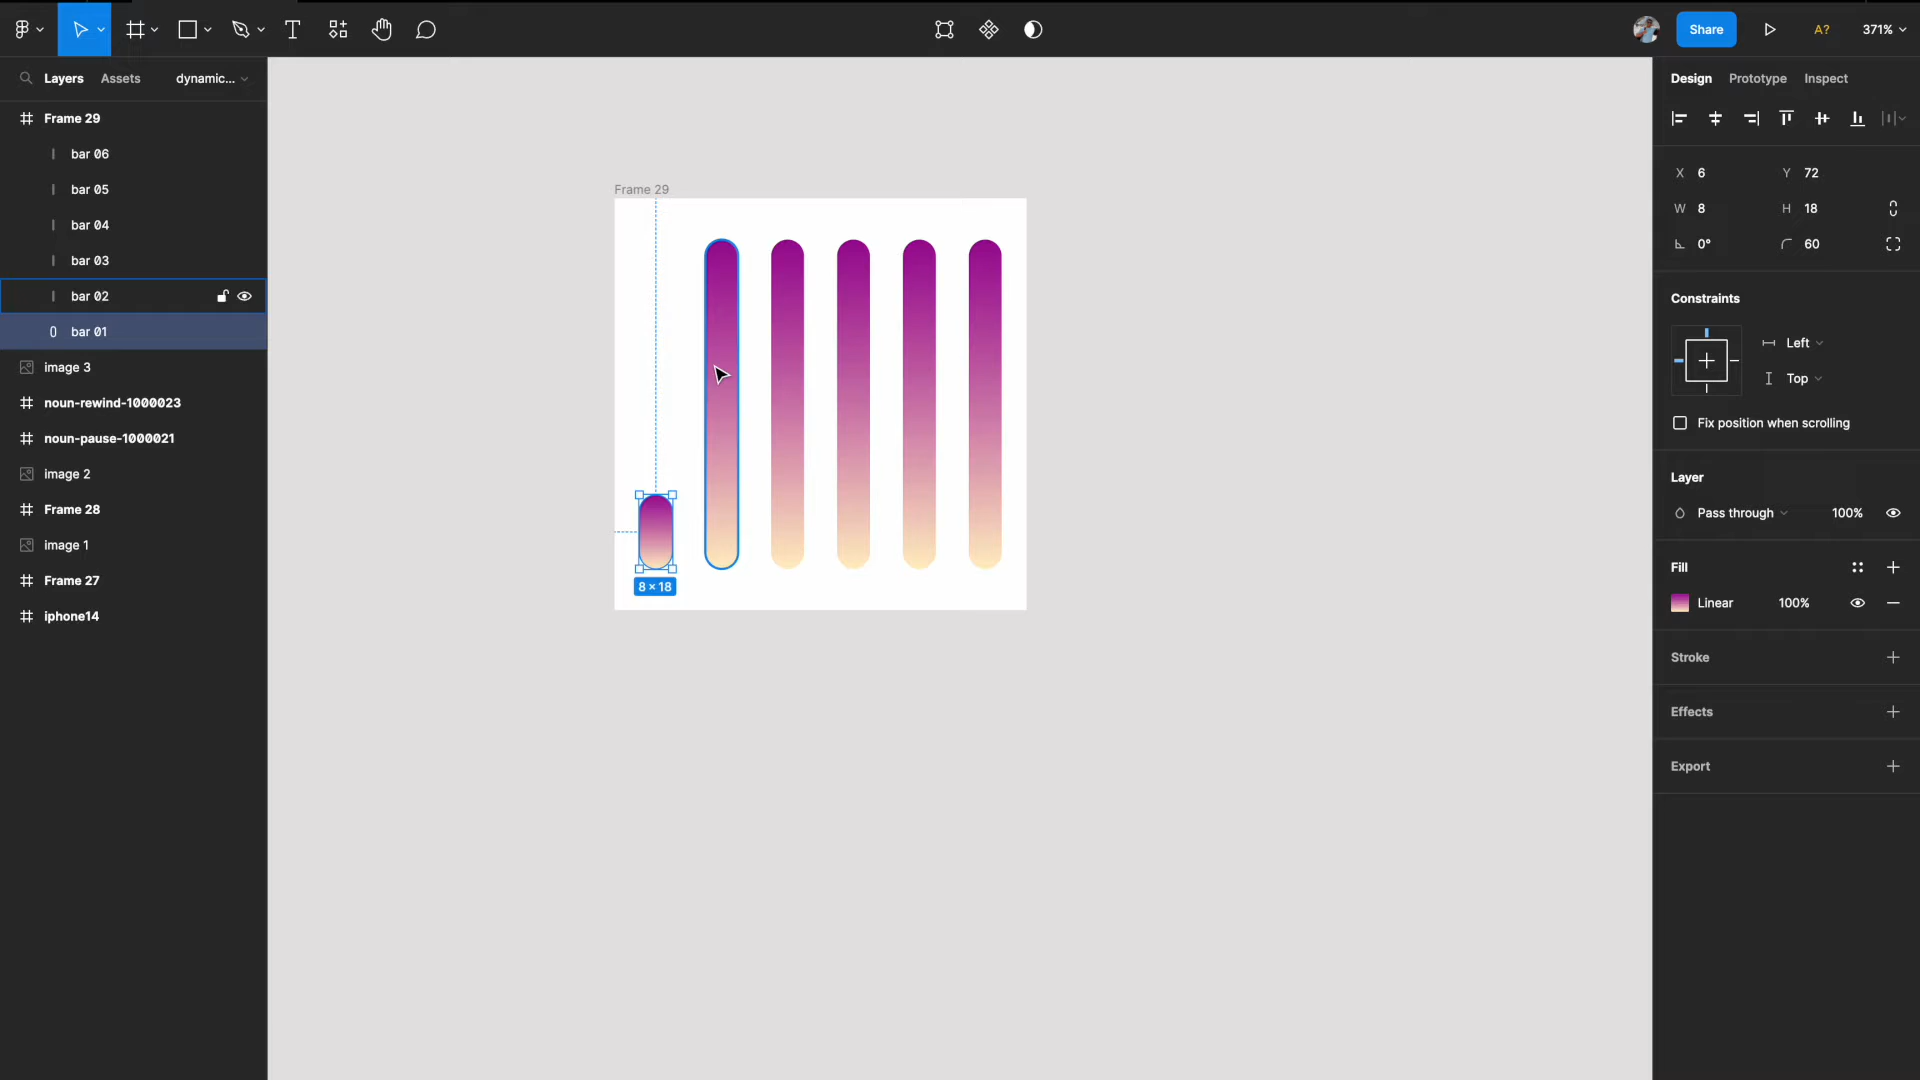 Share
A?
371%
Layers
Assets
dynamic...
Design
Prototype
Inspect
Frame 29
bar 06
bar 05
bar 04
bar 03
bar 02
bar 01
image 3
noun-rewind-1000023
noun-pause-1000021
image 2
Frame 28
image 1
Frame 27
iphone14
Frame 29
8 × 18
X 6
Y 72
W 8
H 18
0°
60
Constraints
Left
Top
Fix position when scrolling
Layer
Pass through
100%
Fill
Linear
100%
Stroke
Effects
Export